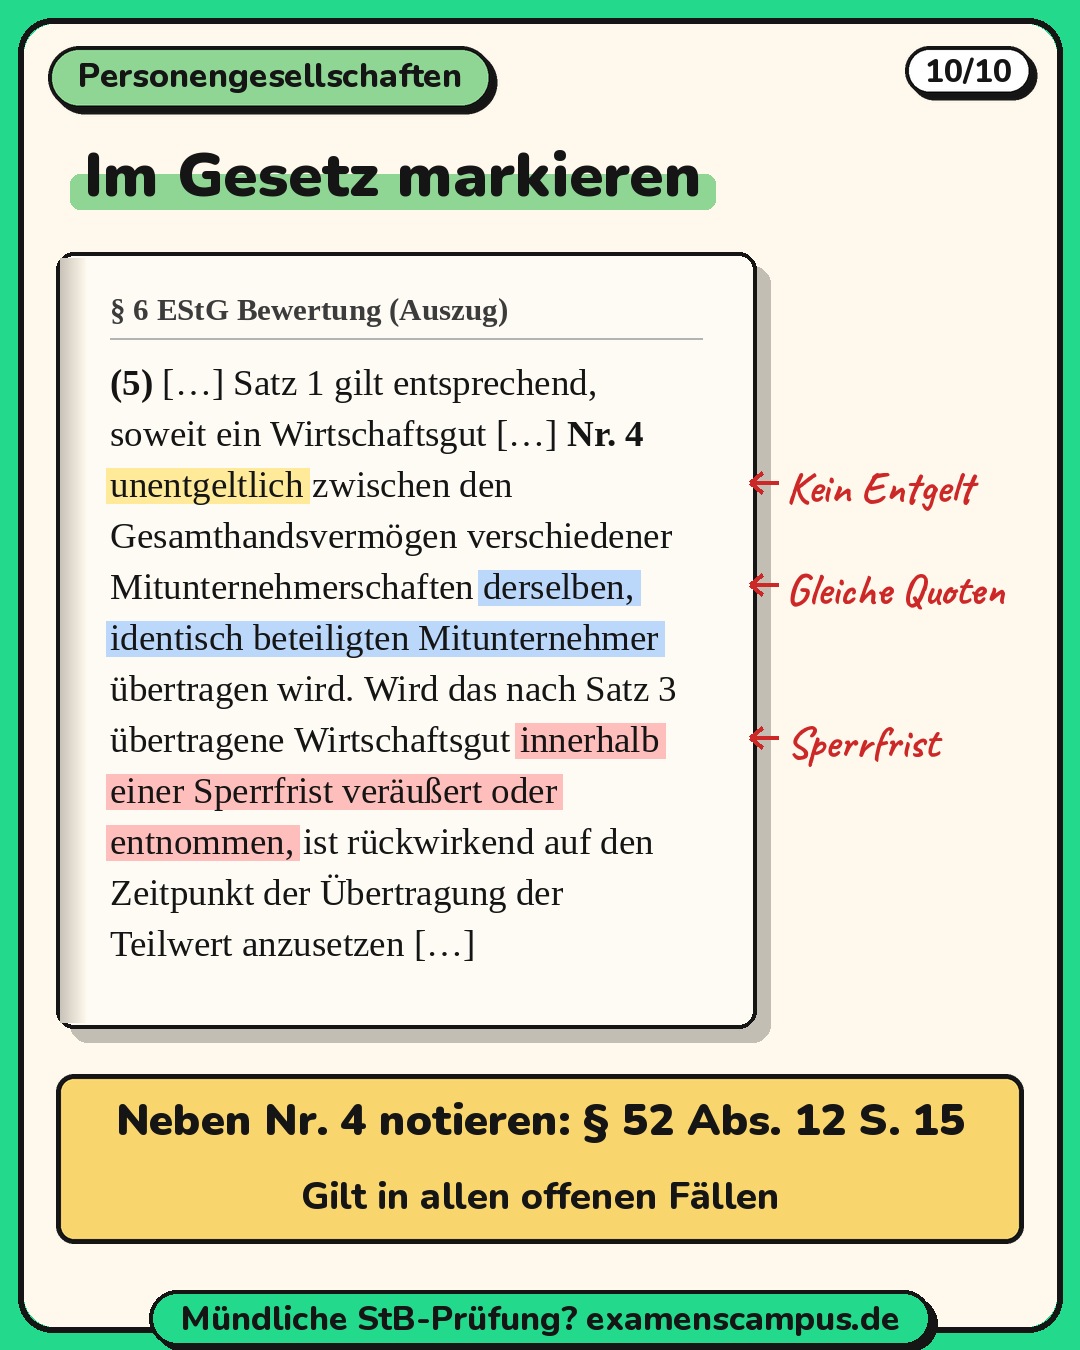 Personengesellschaften
10/10
Im Gesetz markieren
§ 6 EStG Bewertung (Auszug)
(5) […] Satz 1 gilt entsprechend,
soweit ein Wirtschaftsgut […] Nr. 4
unentgeltlich zwischen den
Gesamthandsvermögen verschiedener
Mitunternehmerschaften derselben,
identisch beteiligten Mitunternehmer
übertragen wird. Wird das nach Satz 3
übertragene Wirtschaftsgut innerhalb
einer Sperrfrist veräußert oder
entnommen, ist rückwirkend auf den
Zeitpunkt der Übertragung der
Teilwert anzusetzen […]
Kein Entgelt
Gleiche Quoten
Sperrfrist
Neben Nr. 4 notieren: § 52 Abs. 12 S. 15
Gilt in allen offenen Fällen
Mündliche StB-Prüfung? examenscampus.de